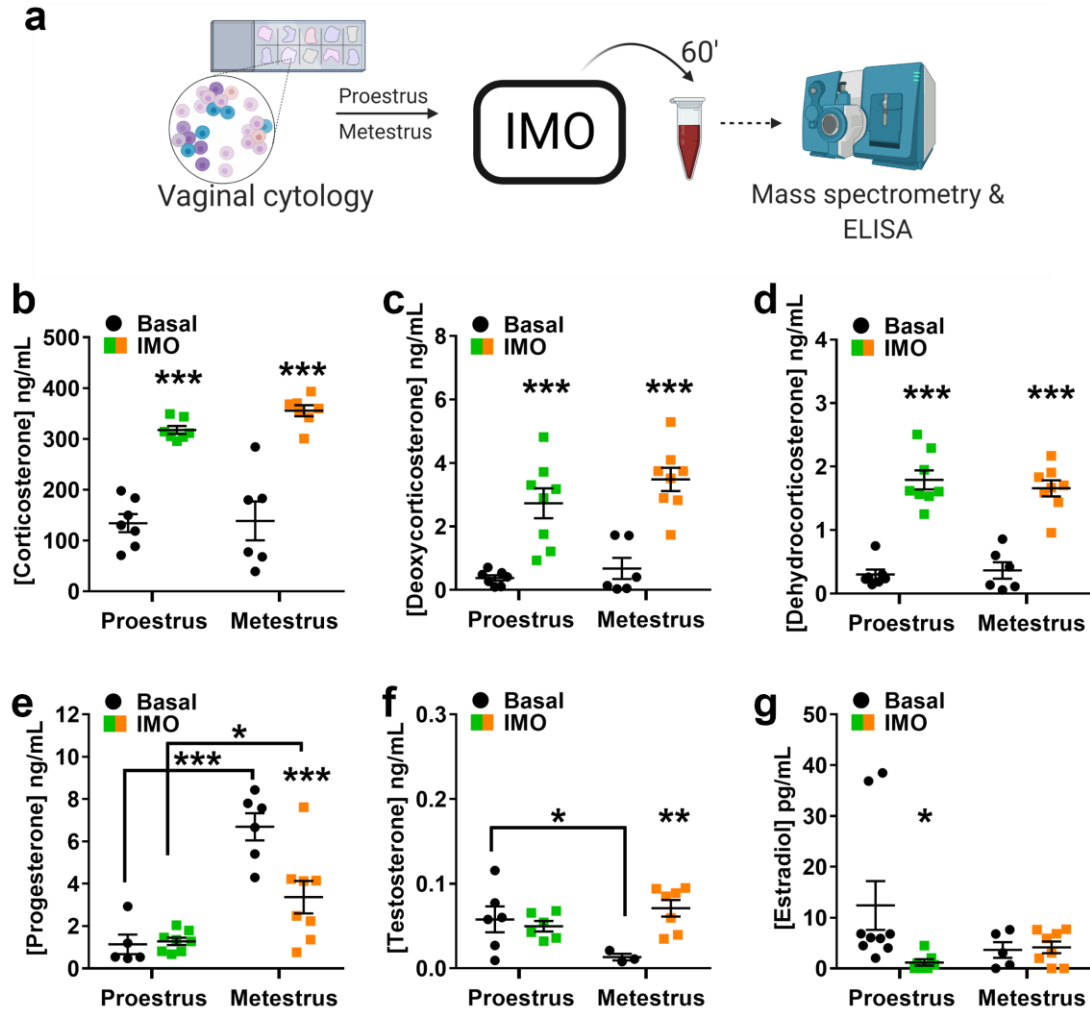 a
Proestrus
Metestrus
Vaginal cytology
IMO
60'
Mass spectrometry &
ELISA
b
Basal
IMO
[Corticosterone] ng/mL
500
400
300
200
100
0
***
***
Proestrus
Metestrus
c
Basal
IMO
[Deoxycorticosterone] ng/mL
8
6
4
2
0
***
***
Proestrus
Metestrus
d
Basal
IMO
[Dehydrocorticosterone] ng/mL
4
3
2
1
0
***
***
Proestrus
Metestrus
e
Basal
IMO
[Progesterone] ng/mL
12
10
8
6
4
2
0
*
***
***
Proestrus
Metestrus
f
Basal
IMO
[Testosterone] ng/mL
0.3
0.2
0.1
0.0
*
**
Proestrus
Metestrus
g
Basal
IMO
[Estradiol] pg/mL
50
40
30
20
10
0
*
Proestrus
Metestrus